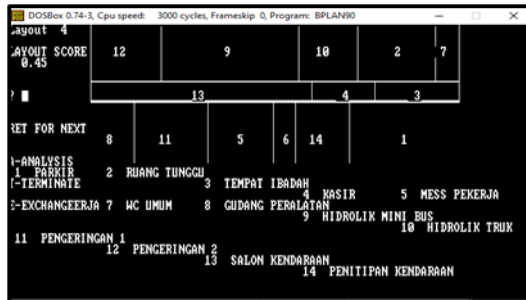 DOSBox 0.74-3, Cpu speed: 3000 cycles, Frameskip 0, Program: BPLAN90
ayout 4
AYOUT SCORE 12 9 10 2 7
0.45
? 13 4 3
RET FOR NEXT
8 11 5 6 14 1
-ANALYSIS
1 PARKIR 2 RUANG TUNGGU
-TERMINATE 3 TEMPAT IBADAH
4 KASIR 5 MESS PEKERJA
-EXCHANGEERJA 7 WC UMUM 8 GUDANG PERALATAN
9 HIDROLIK MINI BUS
10 HIDROLIK TRUK
11 PENGERINGAN 1
12 PENGERINGAN 2
13 SALON KENDARAAN
14 PENITIPAN KENDARAAN